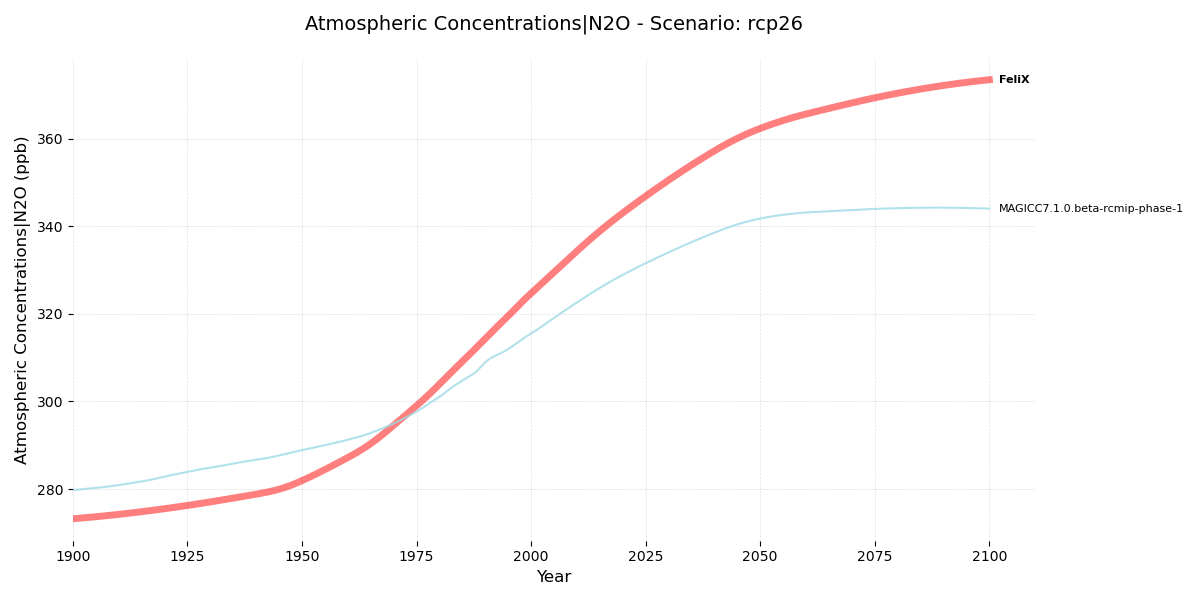 Atmospheric Concentrations|N2O - Scenario: rcp26
Atmospheric Concentrations|N2O (ppb)
360
340
320
300
280
FeliX
MAGICC7.1.0.beta-rcmip-phase-1
1900 1925 1950 1975 2000 2025 2050 2075 2100
Year